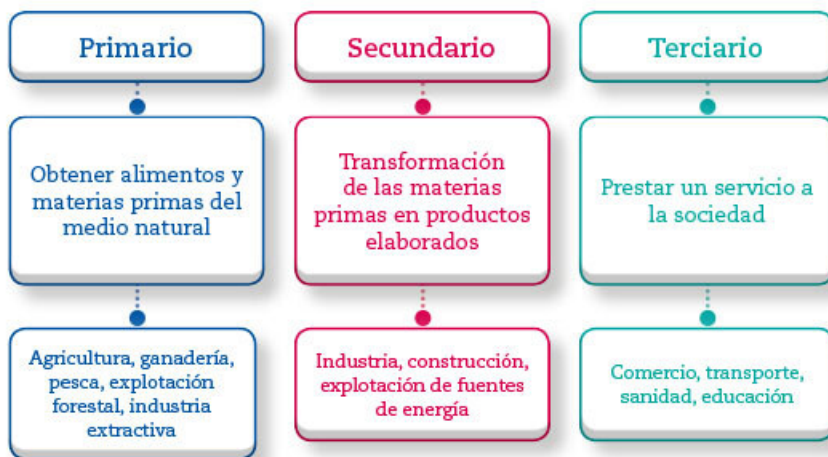 Primario
Obtener alimentos y
materias primas del
medio natural
Agricultura, ganadería,
pesca, explotación
forestal, industria
extractiva
Secundario
Transformación
de las materias
primas en productos
elaborados
Industria, construcción,
explotación de fuentes
de energía
Terciario
Prestar un servicio a
la sociedad
Comercio, transporte,
sanidad, educación